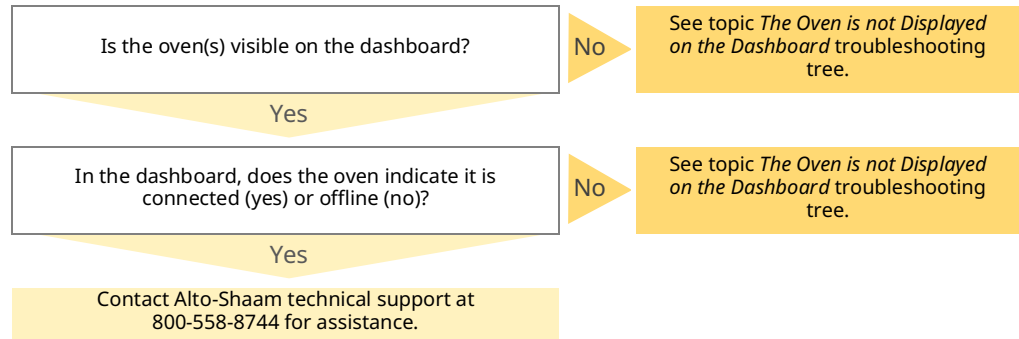 Is the oven(s) visible on the dashboard?
No
See topic The Oven is not Displayed
on the Dashboard troubleshooting
tree.
Yes
In the dashboard, does the oven indicate it is
connected (yes) or offline (no)?
No
See topic The Oven is not Displayed
on the Dashboard troubleshooting
tree.
Yes
Contact Alto-Shaam technical support at
800-558-8744 for assistance.